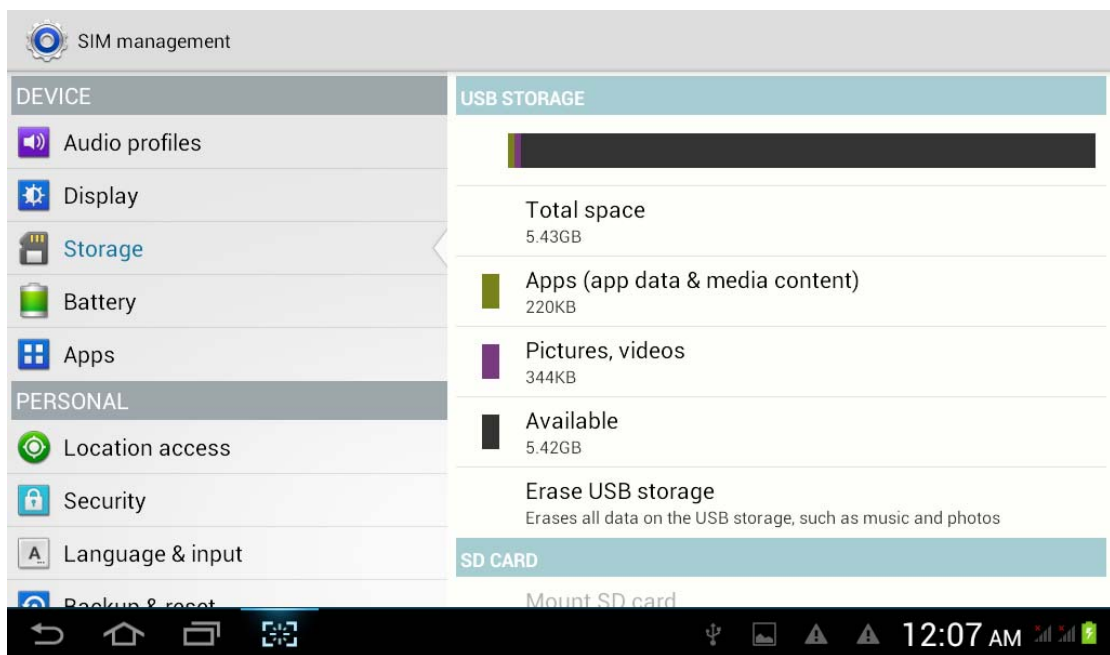 SIM management
DEVICE
Audio profiles
Display
Storage
Battery
Apps
PERSONAL
Location access
Security
Language & input
Backup & reset
USB STORAGE
Total space
5.43GB
Apps (app data & media content)
220KB
Pictures, videos
344KB
Available
5.42GB
Erase USB storage
Erases all data on the USB storage, such as music and photos
SD CARD
Mount SD card
12:07 AM